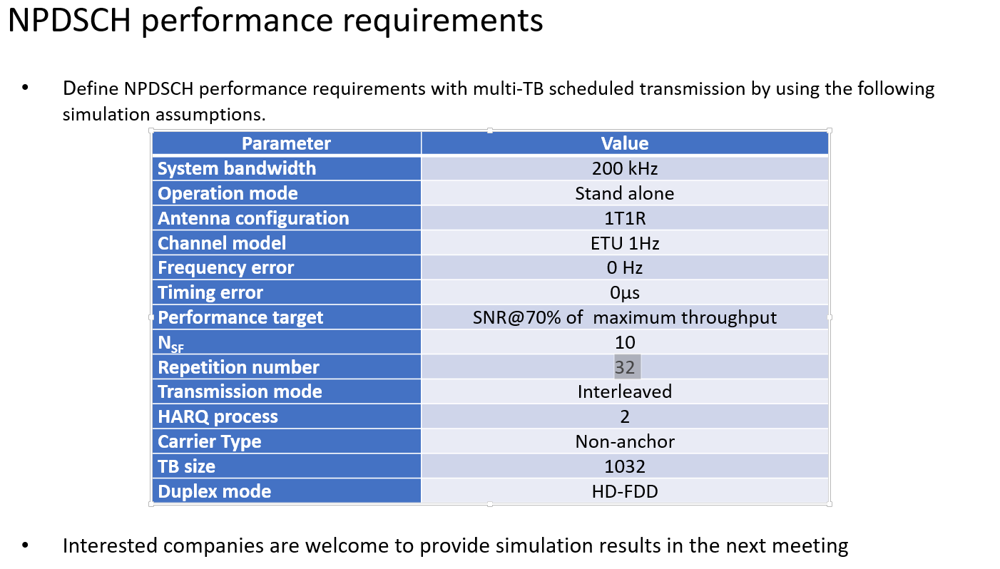 NPDSCH performance requirements
• Define NPDSCH performance requirements with multi-TB scheduled transmission by using the following
simulation assumptions.
Parameter Value
System bandwidth 200 kHz
Operation mode Stand alone
Antenna configuration 1T1R
Channel model ETU 1Hz
Frequency error 0 Hz
Timing error 0μs
Performance target SNR@70% of  maximum throughput
NSF 10
Repetition number 32
Transmission mode Interleaved
HARQ process 2
Carrier Type Non-anchor
TB size 1032
Duplex mode HD-FDD
• Interested companies are welcome to provide simulation results in the next meeting